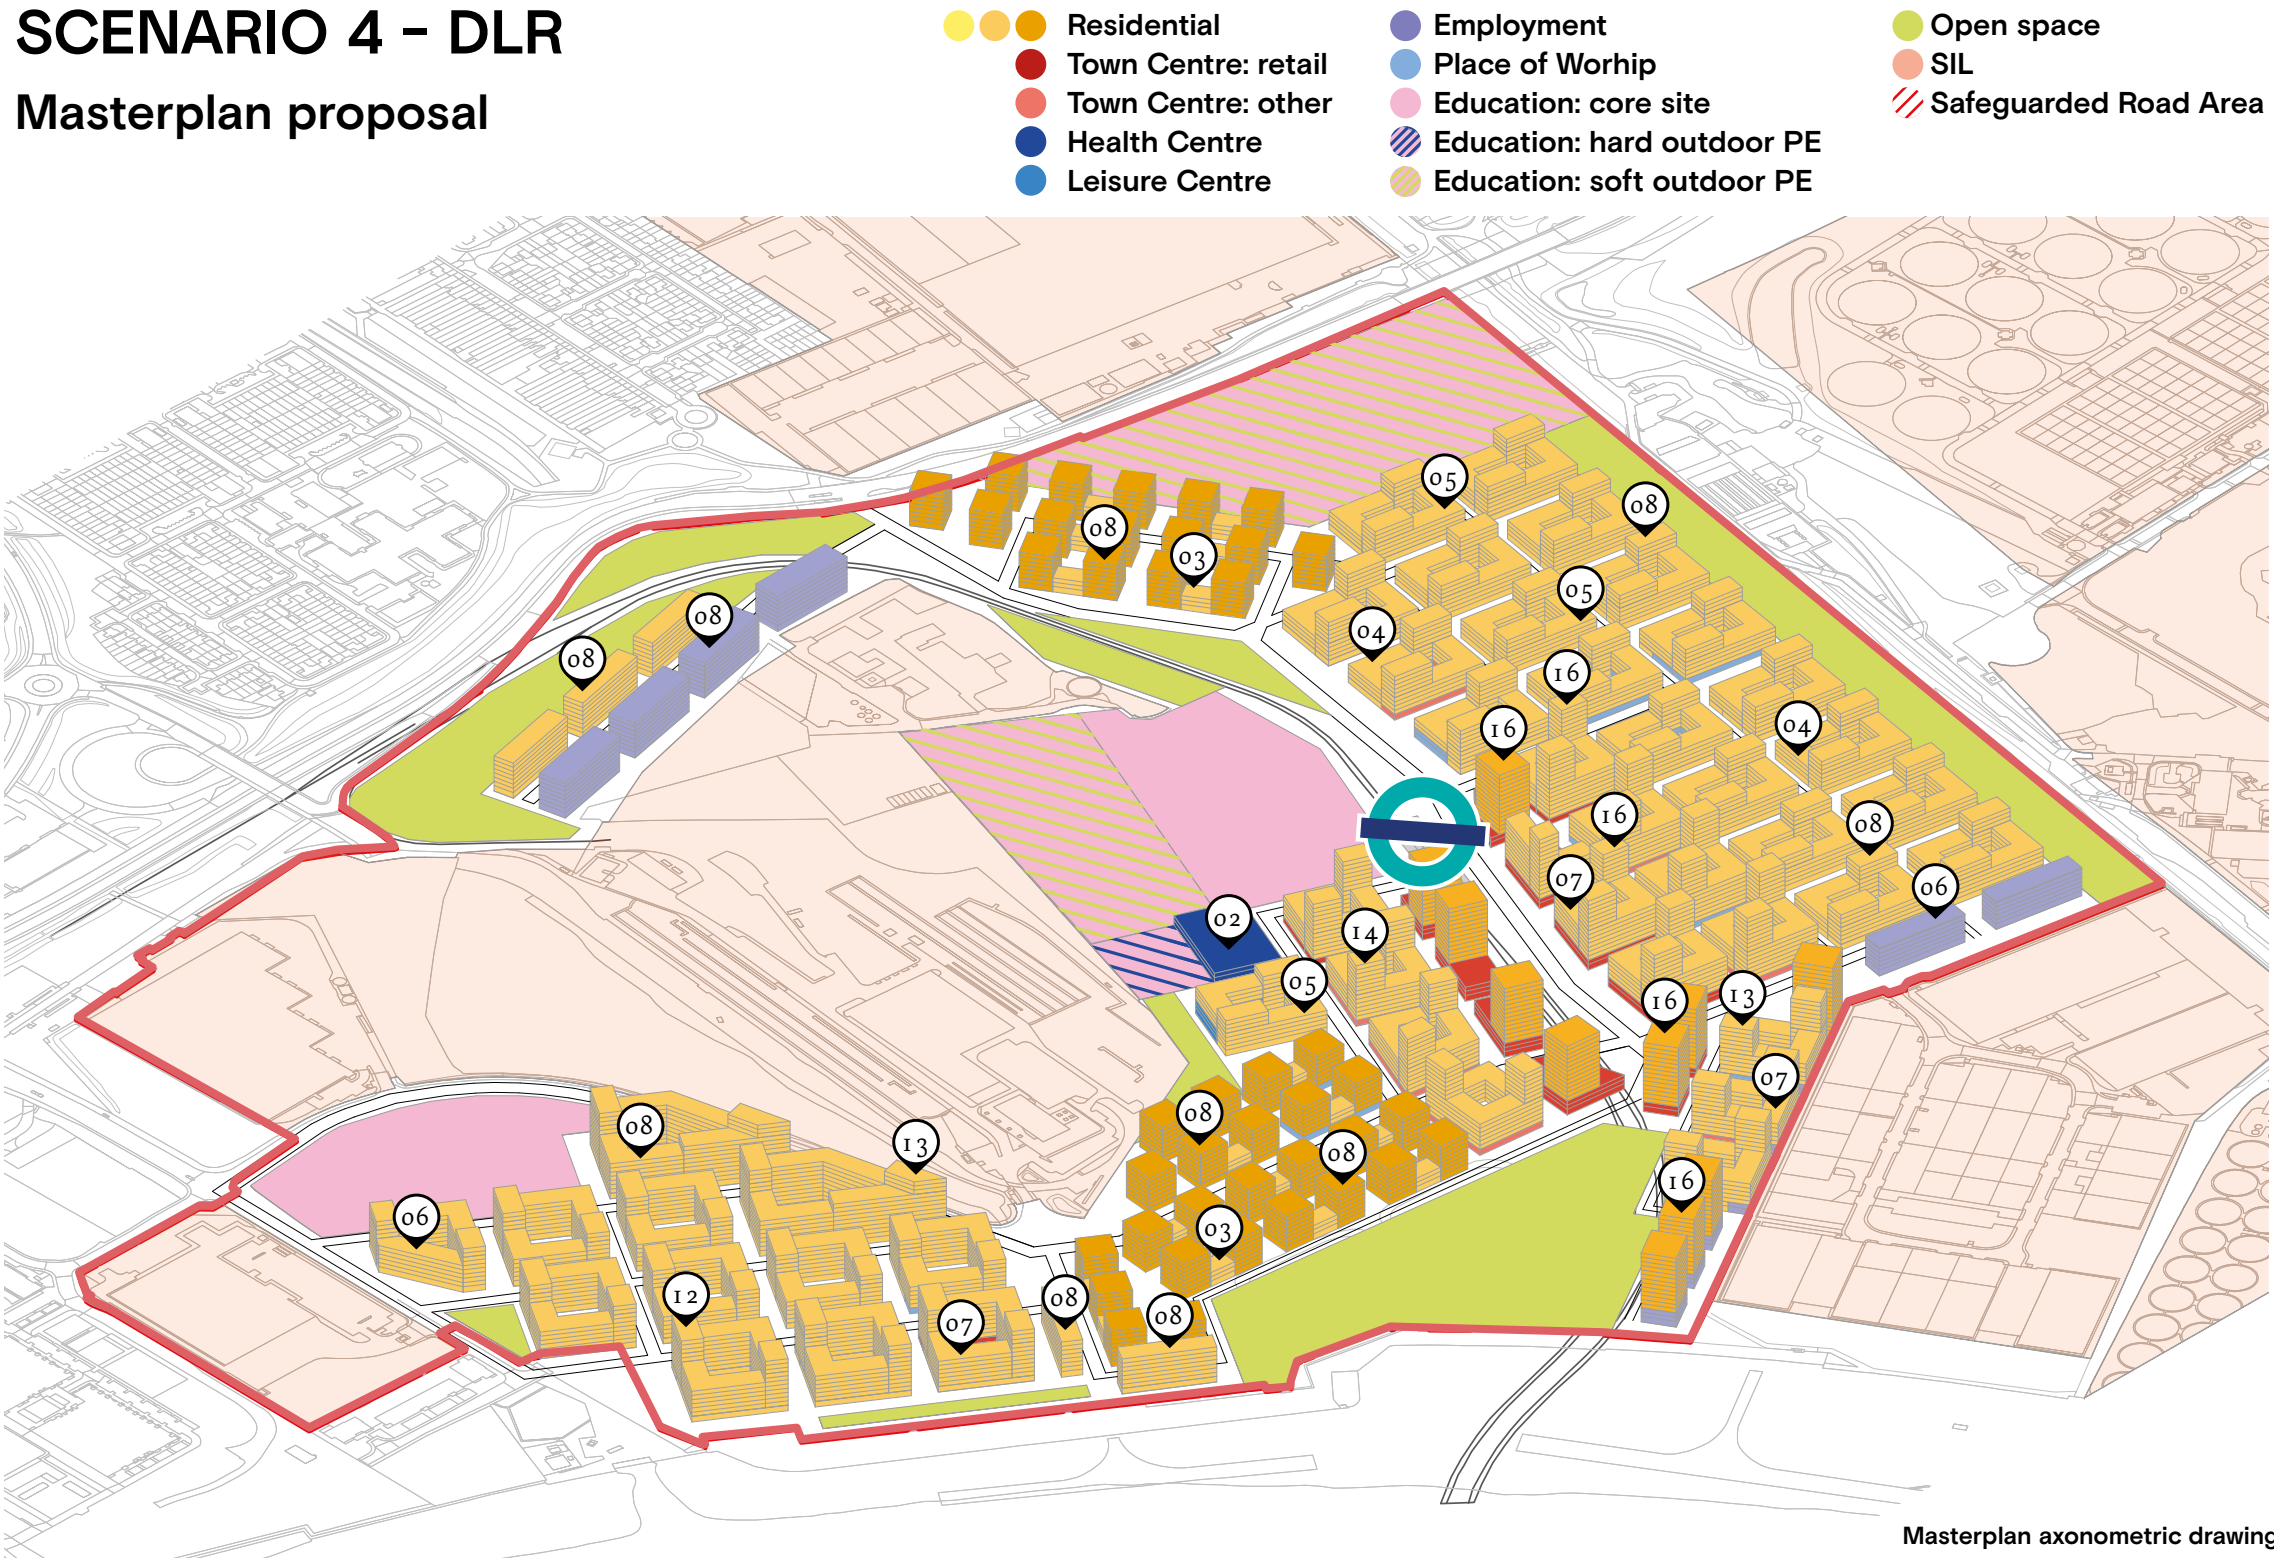 SCENARIO 4 - DLR
Masterplan proposal
Residential
Town Centre: retail
Town Centre: other
Health Centre
Leisure Centre
Employment
Place of Worhip
Education: core site
Education: hard outdoor PE
Education: soft outdoor PE
Open space
SIL
Safeguarded Road Area
05
08
08
03
05
08
04
08
16
16
04
16
08
07
06
02
14
05
16
13
07
08
08
13
08
16
06
03
12
08
07
08
Masterplan axonometric drawing